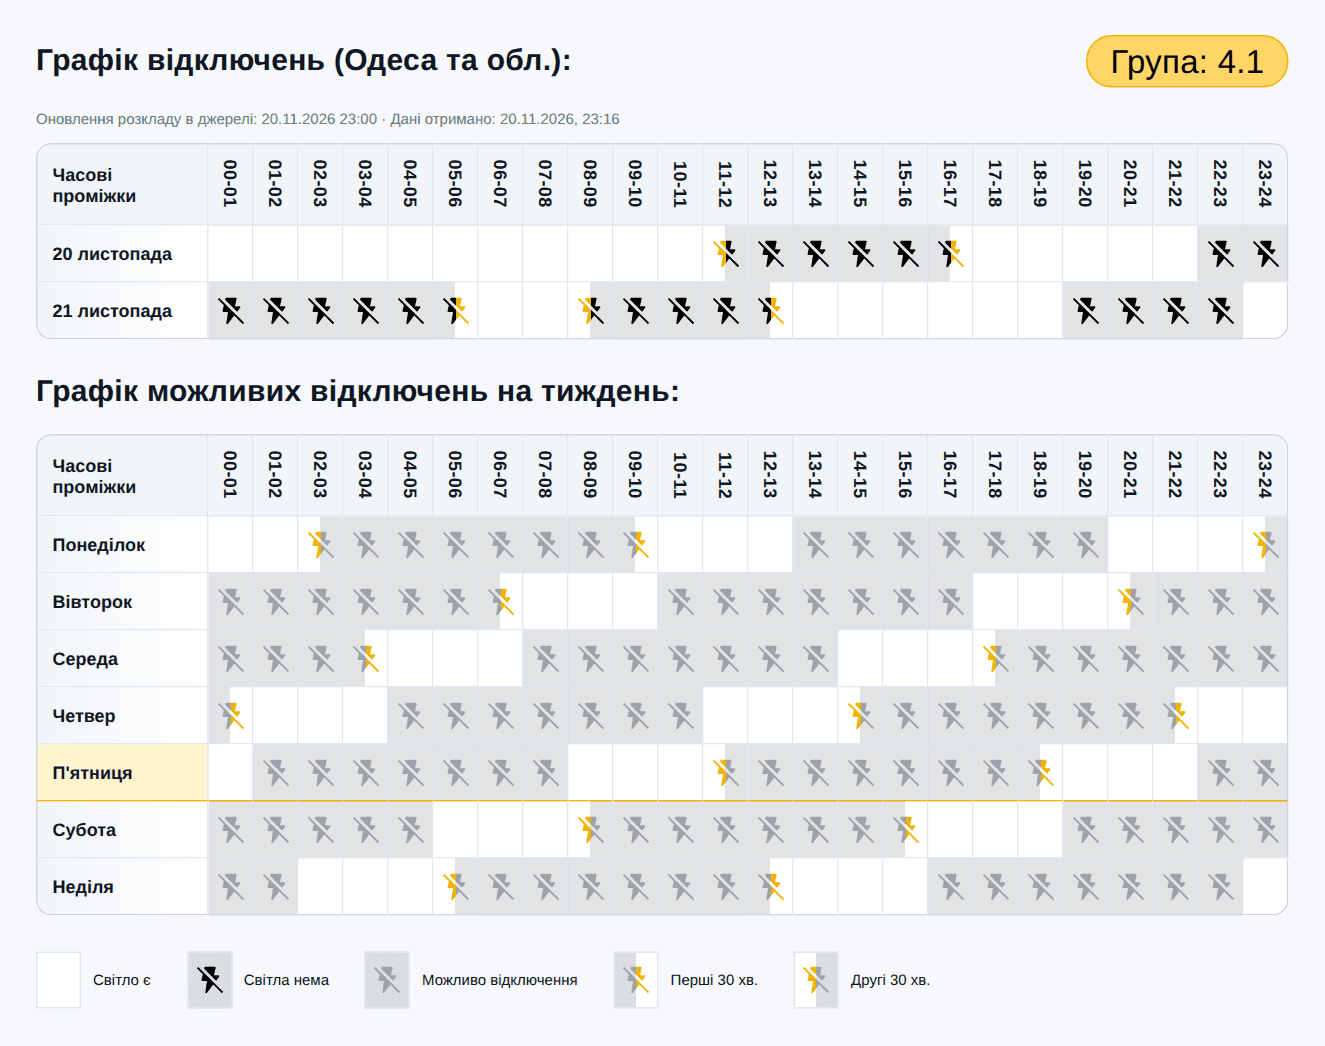 Графік відключень (Одеса та обл.):
Група: 4.1
Оновлення розкладу в джерелі: 20.11.2026 23:00 · Дані отримано: 20.11.2026, 23:16
Часові проміжки 00-01 01-02 02-03 03-04 04-05 05-06 06-07 07-08 08-09 09-10 10-11 11-12 12-13 13-14 14-15 15-16 16-17 17-18 18-19 19-20 20-21 21-22 22-23 23-24
20 листопада
21 листопада
Графік можливих відключень на тиждень:
Часові проміжки 00-01 01-02 02-03 03-04 04-05 05-06 06-07 07-08 08-09 09-10 10-11 11-12 12-13 13-14 14-15 15-16 16-17 17-18 18-19 19-20 20-21 21-22 22-23 23-24
Понеділок
Вівторок
Середа
Четвер
П'ятниця
Субота
Неділя
Світло є Світла нема Можливо відключення Перші 30 хв. Другі 30 хв.